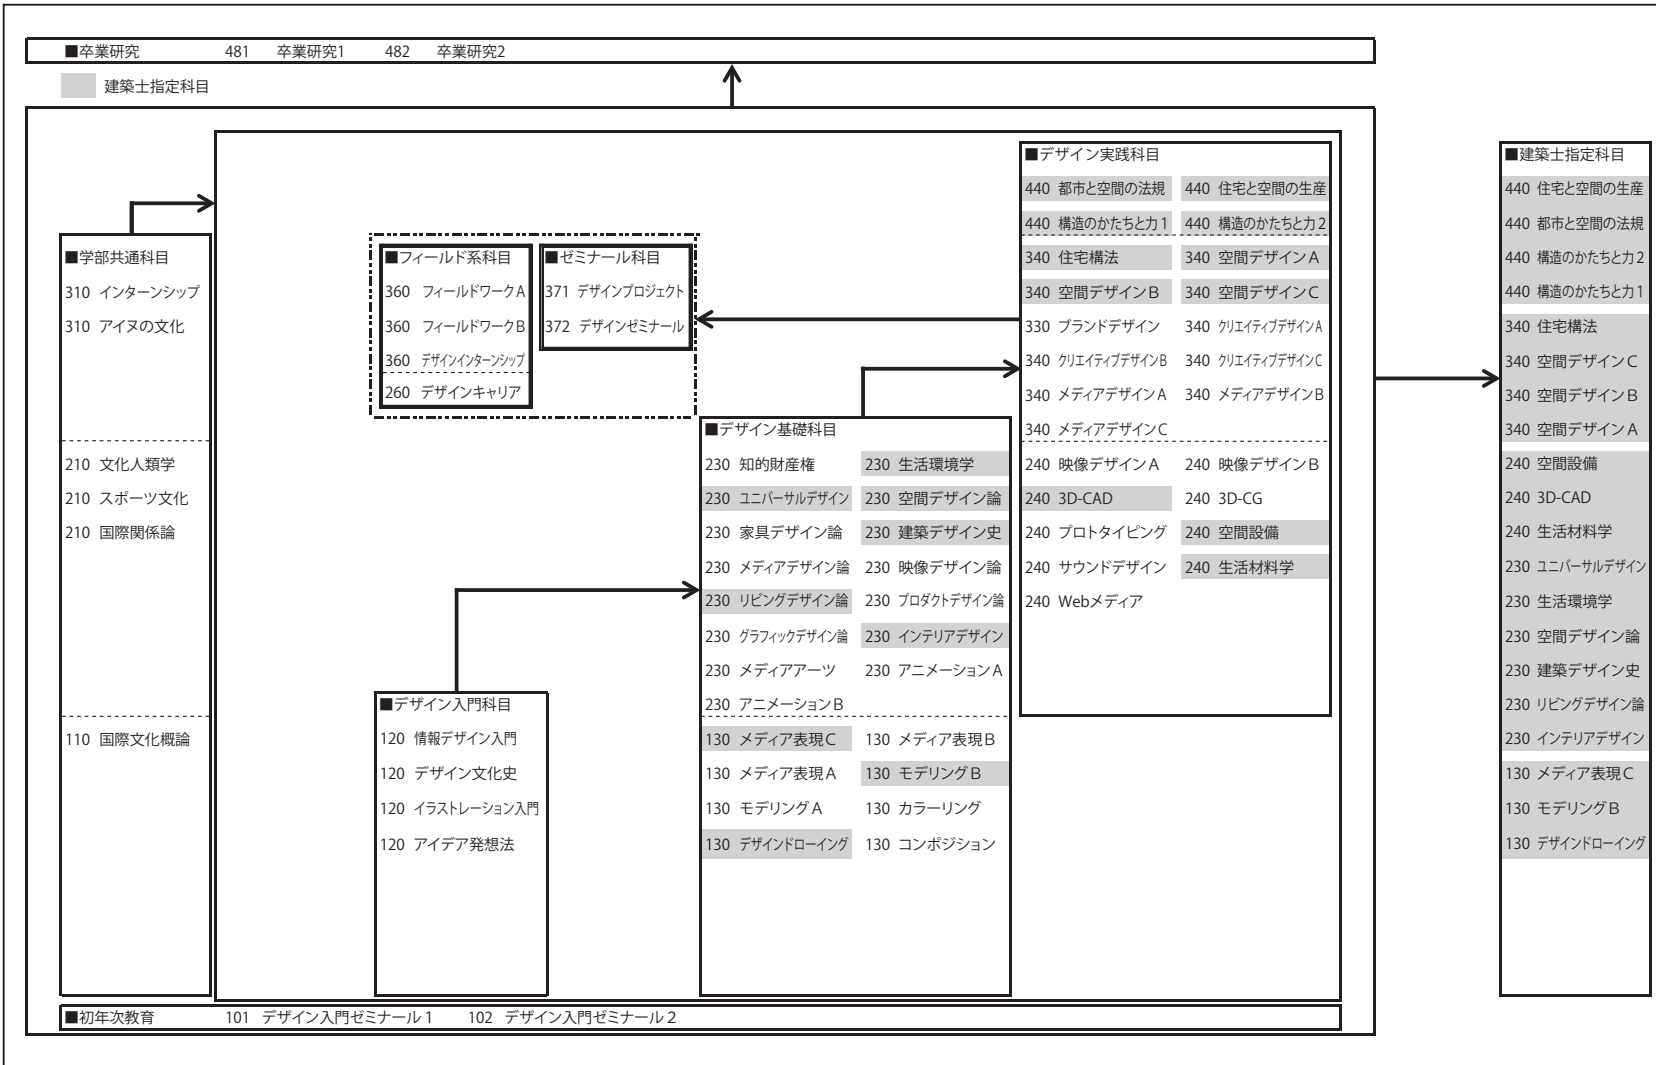 ■卒業研究 481 卒業研究1 482 卒業研究2
建築士指定科目
■学部共通科目
310 インターンシップ
310 アイヌの文化
210 文化人類学
210 スポーツ文化
210 国際関係論
110 国際文化概論
■フィールド系科目
360 フィールドワークA
360 フィールドワークB
360 デザインインターンシップ
260 デザインキャリア
■ゼミナール科目
371 デザインプロジェクト
372 デザインゼミナール
■デザイン入門科目
120 情報デザイン入門
120 デザイン文化史
120 イラストレーション入門
120 アイデア発想法
■デザイン基礎科目
230 知的財産権 230 生活環境学
230 ユニバーサルデザイン 230 空間デザイン論
230 家具デザイン論 230 建築デザイン史
230 メディアデザイン論 230 映像デザイン論
230 リビングデザイン論 230 プロダクトデザイン論
230 グラフィックデザイン論 230 インテリアデザイン
230 メディアアーツ 230 アニメーションA
230 アニメーションB
130 メディア表現C 130 メディア表現B
130 メディア表現A 130 モデリングB
130 モデリングA 130 カラーリング
130 デザインドローイング 130 コンポジション
■デザイン実践科目
440 都市と空間の法規 440 住宅と空間の生産
440 構造のかたちと力1 440 構造のかたちと力2
340 住宅構法 340 空間デザインA
340 空間デザインB 340 空間デザインC
330 ブランドデザイン 340 クリエイティブデザインA
340 クリエイティブデザインB 340 クリエイティブデザインC
340 メディアデザインA 340 メディアデザインB
340 メディアデザインC
240 映像デザインA 240 映像デザインB
240 3D-CAD 240 3D-CG
240 プロトタイピング 240 空間設備
240 サウンドデザイン 240 生活材料学
240 Webメディア
■初年次教育 101 デザイン入門ゼミナール1 102 デザイン入門ゼミナール2
■建築士指定科目
440 住宅と空間の生産
440 都市と空間の法規
440 構造のかたちと力2
440 構造のかたちと力1
340 住宅構法
340 空間デザインC
340 空間デザインB
340 空間デザインA
240 空間設備
240 3D-CAD
240 生活材料学
230 ユニバーサルデザイン
230 生活環境学
230 空間デザイン論
230 建築デザイン史
230 リビングデザイン論
230 インテリアデザイン
130 メディア表現C
130 モデリングB
130 デザインドローイング